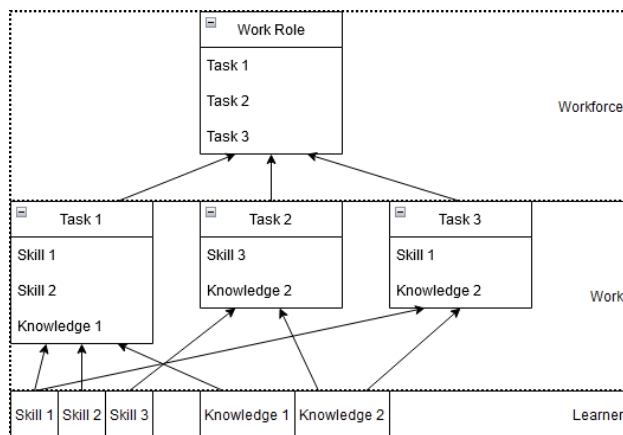 Work Role
Task 1
Task 2
Task 3
Workforce
Task 1
Skill 1
Skill 2
Knowledge 1
Task 2
Skill 3
Knowledge 2
Task 3
Skill 1
Knowledge 2
Work
Skill 1
Skill 2
Skill 3
Knowledge 1
Knowledge 2
Learner